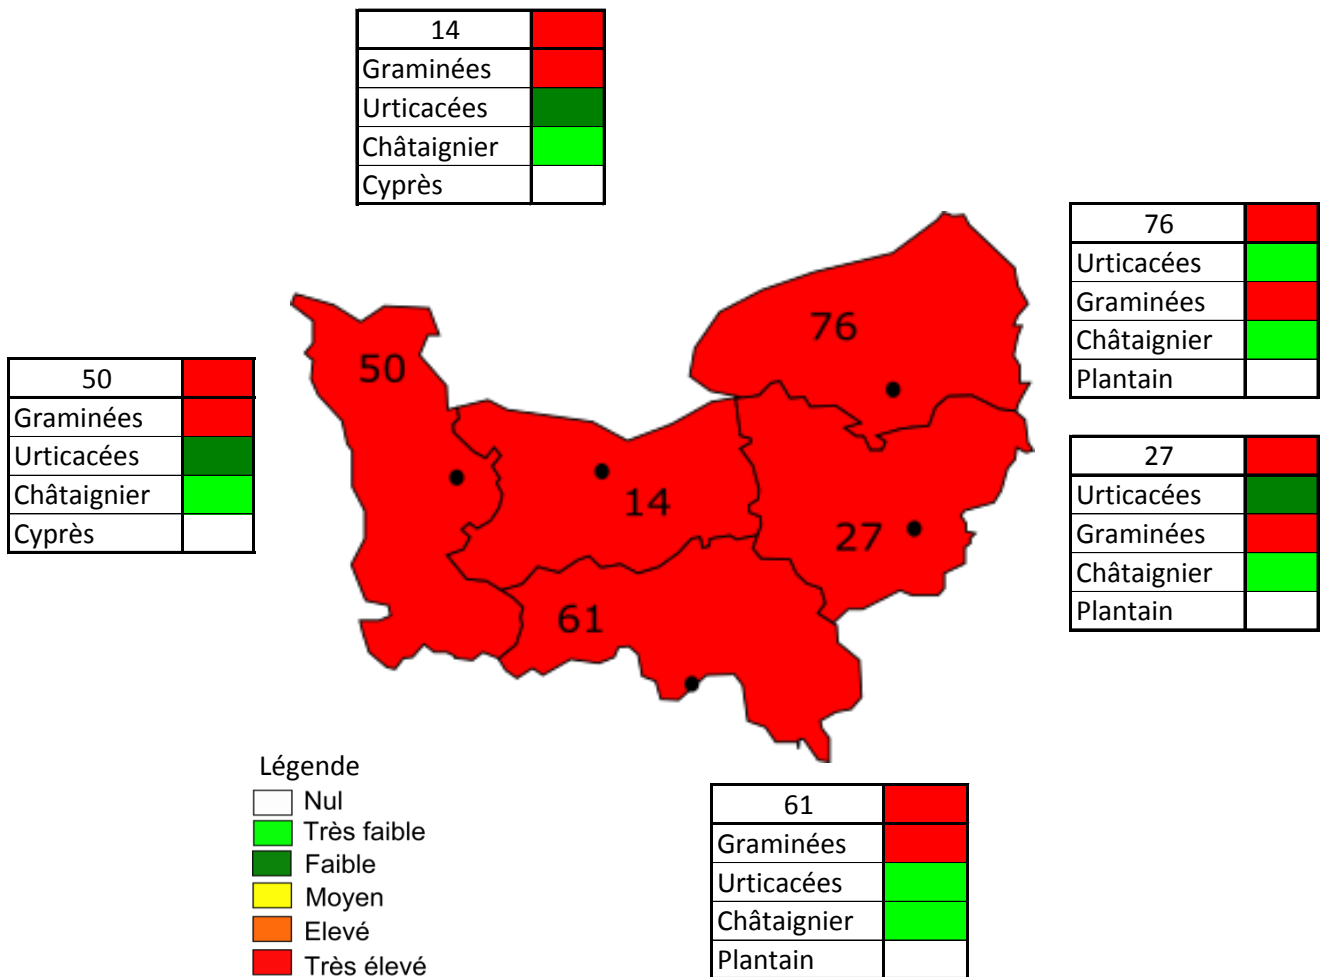 14
Graminées
Urticacées
Châtaignier
Cyprès
76
Urticacées
Graminées
Châtaignier
Plantain
50
Graminées
Urticacées
Châtaignier
Cyprès
27
Urticacées
Graminées
Châtaignier
Plantain
76
50
14
27
61
Légende
Nul
Très faible
Faible
Moyen
Elevé
Très élevé
61
Graminées
Urticacées
Châtaignier
Plantain